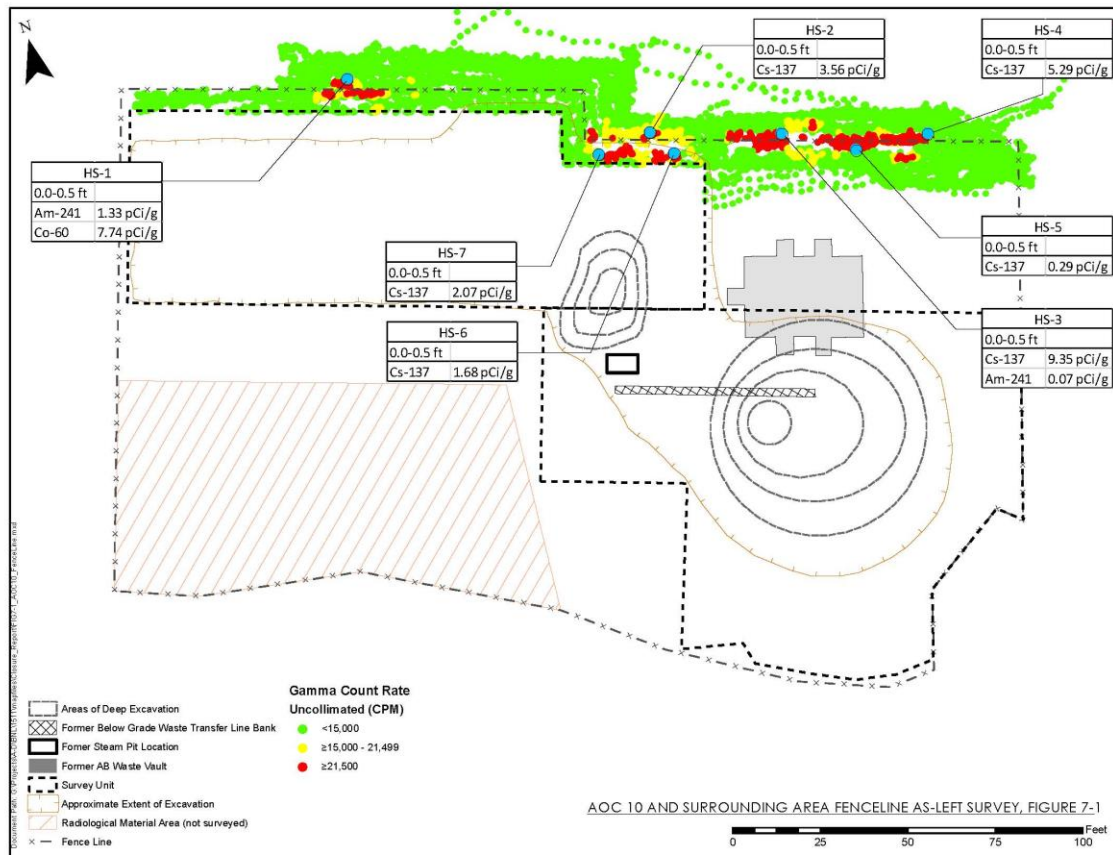 N
HS-2
0.0-0.5 ft
Cs-137 3.56 pCi/g
HS-4
0.0-0.5 ft
Cs-137 5.29 pCi/g
HS-1
0.0-0.5 ft
Am-241 1.33 pCi/g
Co-60 7.74 pCi/g
HS-7
0.0-0.5 ft
Cs-137 2.07 pCi/g
HS-5
0.0-0.5 ft
Cs-137 0.29 pCi/g
HS-6
0.0-0.5 ft
Cs-137 1.68 pCi/g
HS-3
0.0-0.5 ft
Cs-137 9.35 pCi/g
Am-241 0.07 pCi/g
Areas of Deep Excavation
Former Below Grade Waste Transfer Line Bank
Fomer Steam Pit Location
Former AB Waste Vault
Survey Unit
Approximate Extent of Excavation
Radiological Material Area (not surveyed)
Fence Line
Gamma Count Rate
Uncollimated (CPM)
<15,000
≥15,000 - 21,499
≥21,500
AOC 10 AND SURROUNDING AREA FENCELINE AS-LEFT SURVEY, FIGURE 7-1
Feet
0 25 50 75 100